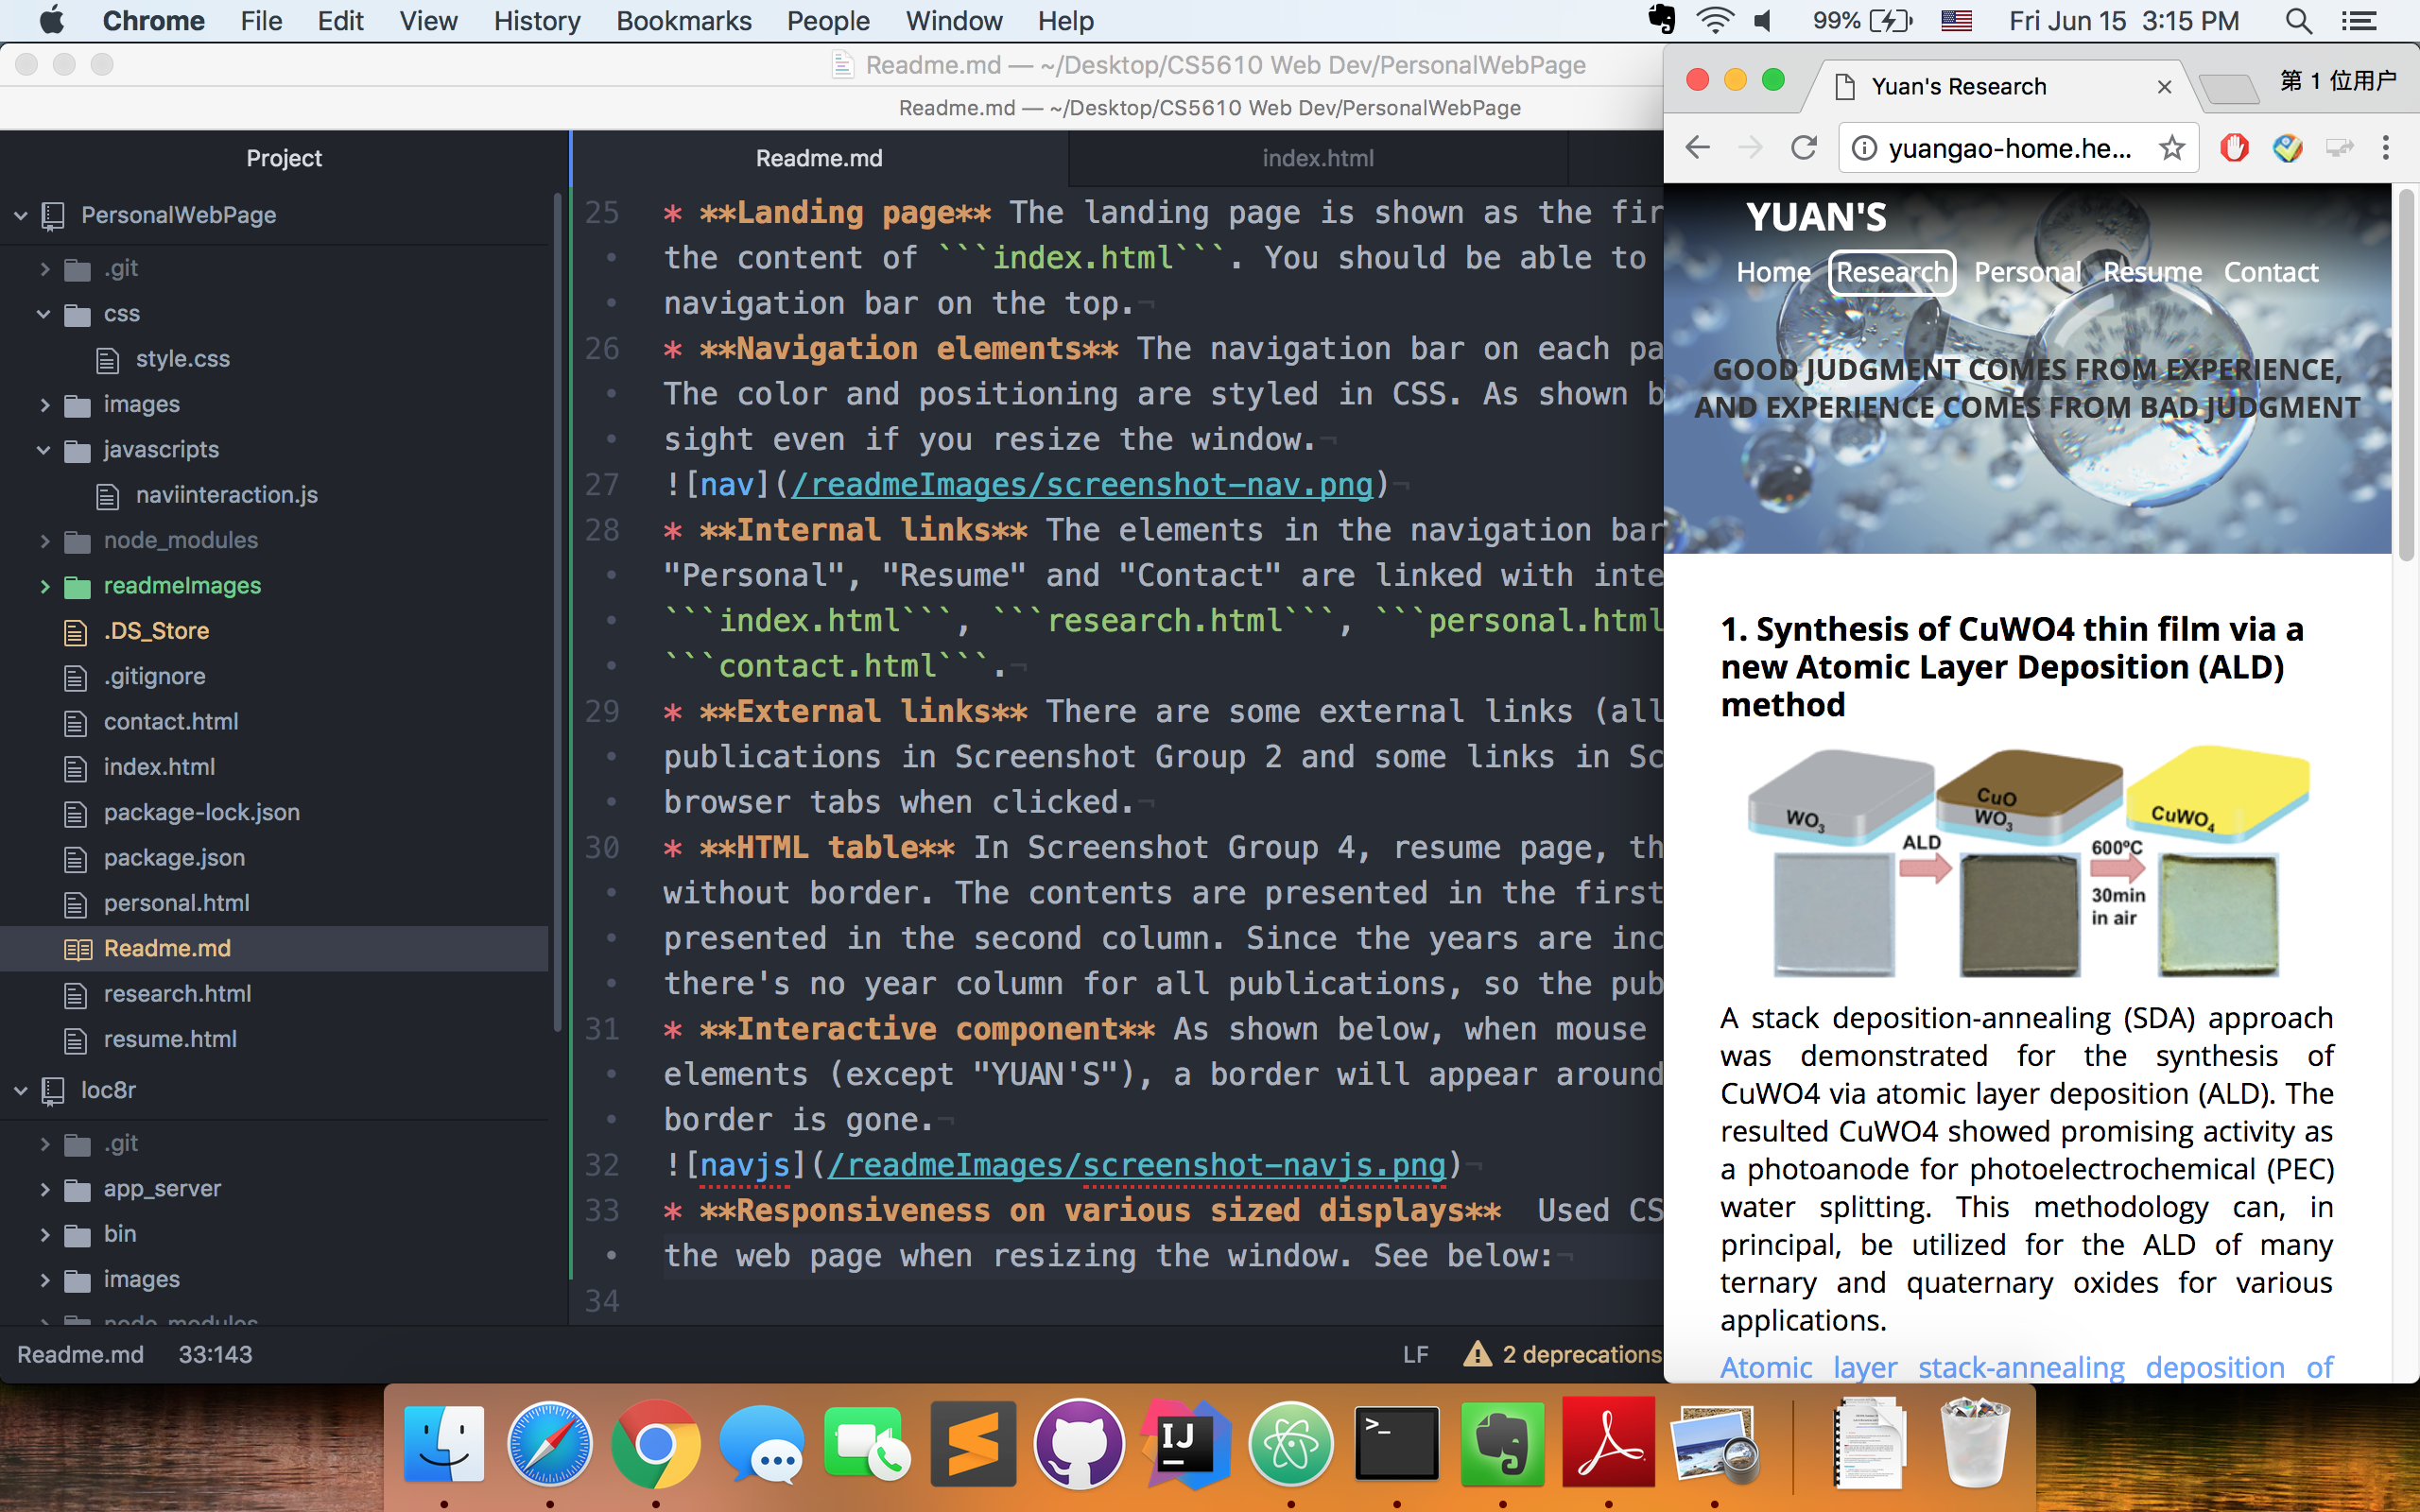 Chrome File Edit View History Bookmarks People Window Help 99% Fri Jun 15 3:15 PM
Readme.md — ~/Desktop/CS5610 Web Dev/PersonalWebPage
Readme.md — ~/Desktop/CS5610 Web Dev/PersonalWebPage
Project
PersonalWebPage
.git
css
style.css
images
javascripts
naviinteraction.js
node_modules
readmeImages
.DS_Store
.gitignore
contact.html
index.html
package-lock.json
package.json
personal.html
Readme.md
research.html
resume.html
loc8r
.git
app_server
bin
images
node_modules
Readme.md 33:143
Readme.md index.html
25 * **Landing page** The landing page is shown as the fir
the content of ```index.html```. You should be able to
navigation bar on the top.¬
26 * **Navigation elements** The navigation bar on each pa
The color and positioning are styled in CSS. As shown b
sight even if you resize the window.¬
27 ![nav](/readmeImages/screenshot-nav.png)¬
28 * **Internal links** The elements in the navigation bar
"Personal", "Resume" and "Contact" are linked with inte
```index.html```, ```research.html```, ```personal.html
```contact.html```.¬
29 * **External links** There are some external links (all
publications in Screenshot Group 2 and some links in Sc
browser tabs when clicked.¬
30 * **HTML table** In Screenshot Group 4, resume page, th
without border. The contents are presented in the first
presented in the second column. Since the years are inc
there's no year column for all publications, so the pub
31 * **Interactive component** As shown below, when mouse
elements (except "YUAN'S"), a border will appear around
border is gone.¬
32 ![navjs](/readmeImages/screenshot-navjs.png)¬
33 * **Responsiveness on various sized displays**  Used CS
the web page when resizing the window. See below:¬
34
LF 2 deprecations
Yuan's Research 第 1 位用户
yuangao-home.he...
YUAN'S
Home Research Personal Resume Contact
GOOD JUDGMENT COMES FROM EXPERIENCE,
AND EXPERIENCE COMES FROM BAD JUDGMENT
1. Synthesis of CuWO4 thin film via a
new Atomic Layer Deposition (ALD)
method
WO3
CuO
WO3
CuWO4
ALD
600ºC
30min
in air
A stack deposition-annealing (SDA) approach
was demonstrated for the synthesis of
CuWO4 via atomic layer deposition (ALD). The
resulted CuWO4 showed promising activity as
a photoanode for photoelectrochemical (PEC)
water splitting. This methodology can, in
principal, be utilized for the ALD of many
ternary and quaternary oxides for various
applications.
Atomic layer stack-annealing deposition of
IJ
>_